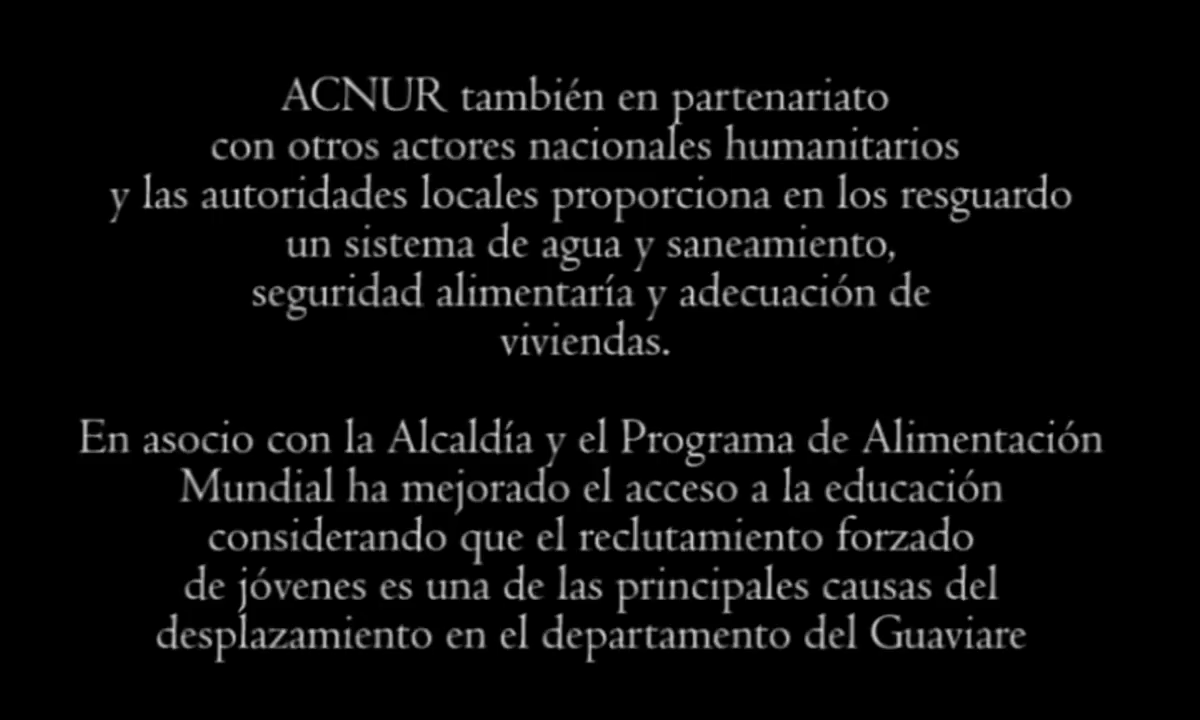 ACNUR también en partenariato
con otros actores nacionales humanitarios
y las autoridades locales proporciona en los resguardo
un sistema de agua y saneamiento,
seguridad alimentaría y adecuación de
viviendas.
En asocio con la Alcaldía y el Programa de Alimentación
Mundial ha mejorado el acceso a la educación
considerando que el reclutamiento forzado
de jóvenes es una de las principales causas del
desplazamiento en el departamento del Guaviare